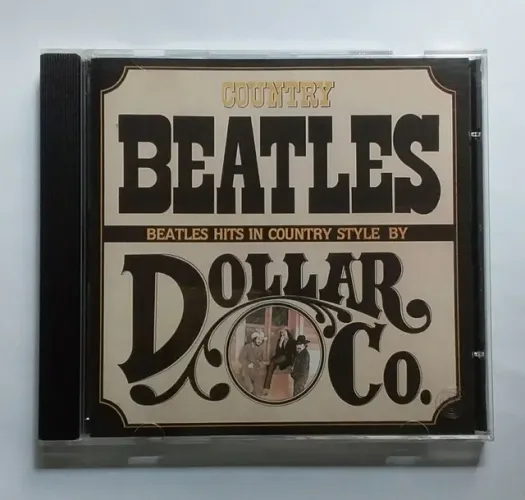 COUNTRY
BEATLES
BEATLES HITS IN COUNTRY STYLE BY
DOLLAR
CO.